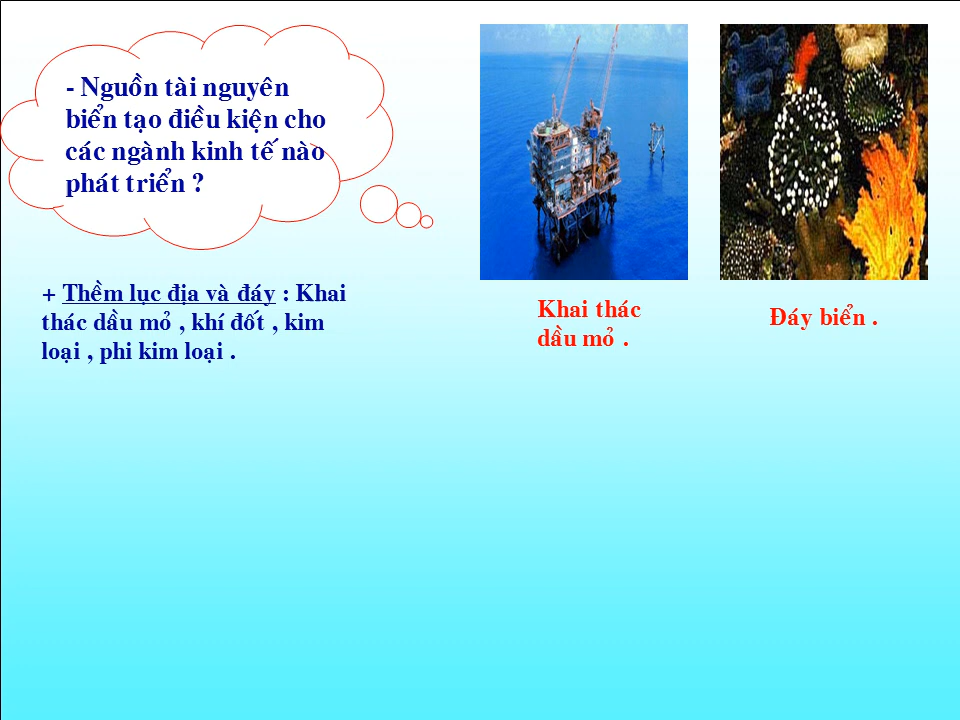 - Nguồn tài nguyên
biển tạo điều kiện cho
các ngành kinh tế nào
phát triển ?
+ Thềm lục địa và đáy : Khai
thác dầu mỏ , khí đốt , kim
loại , phi kim loại .
Khai thác
dầu mỏ .
Đáy biển .